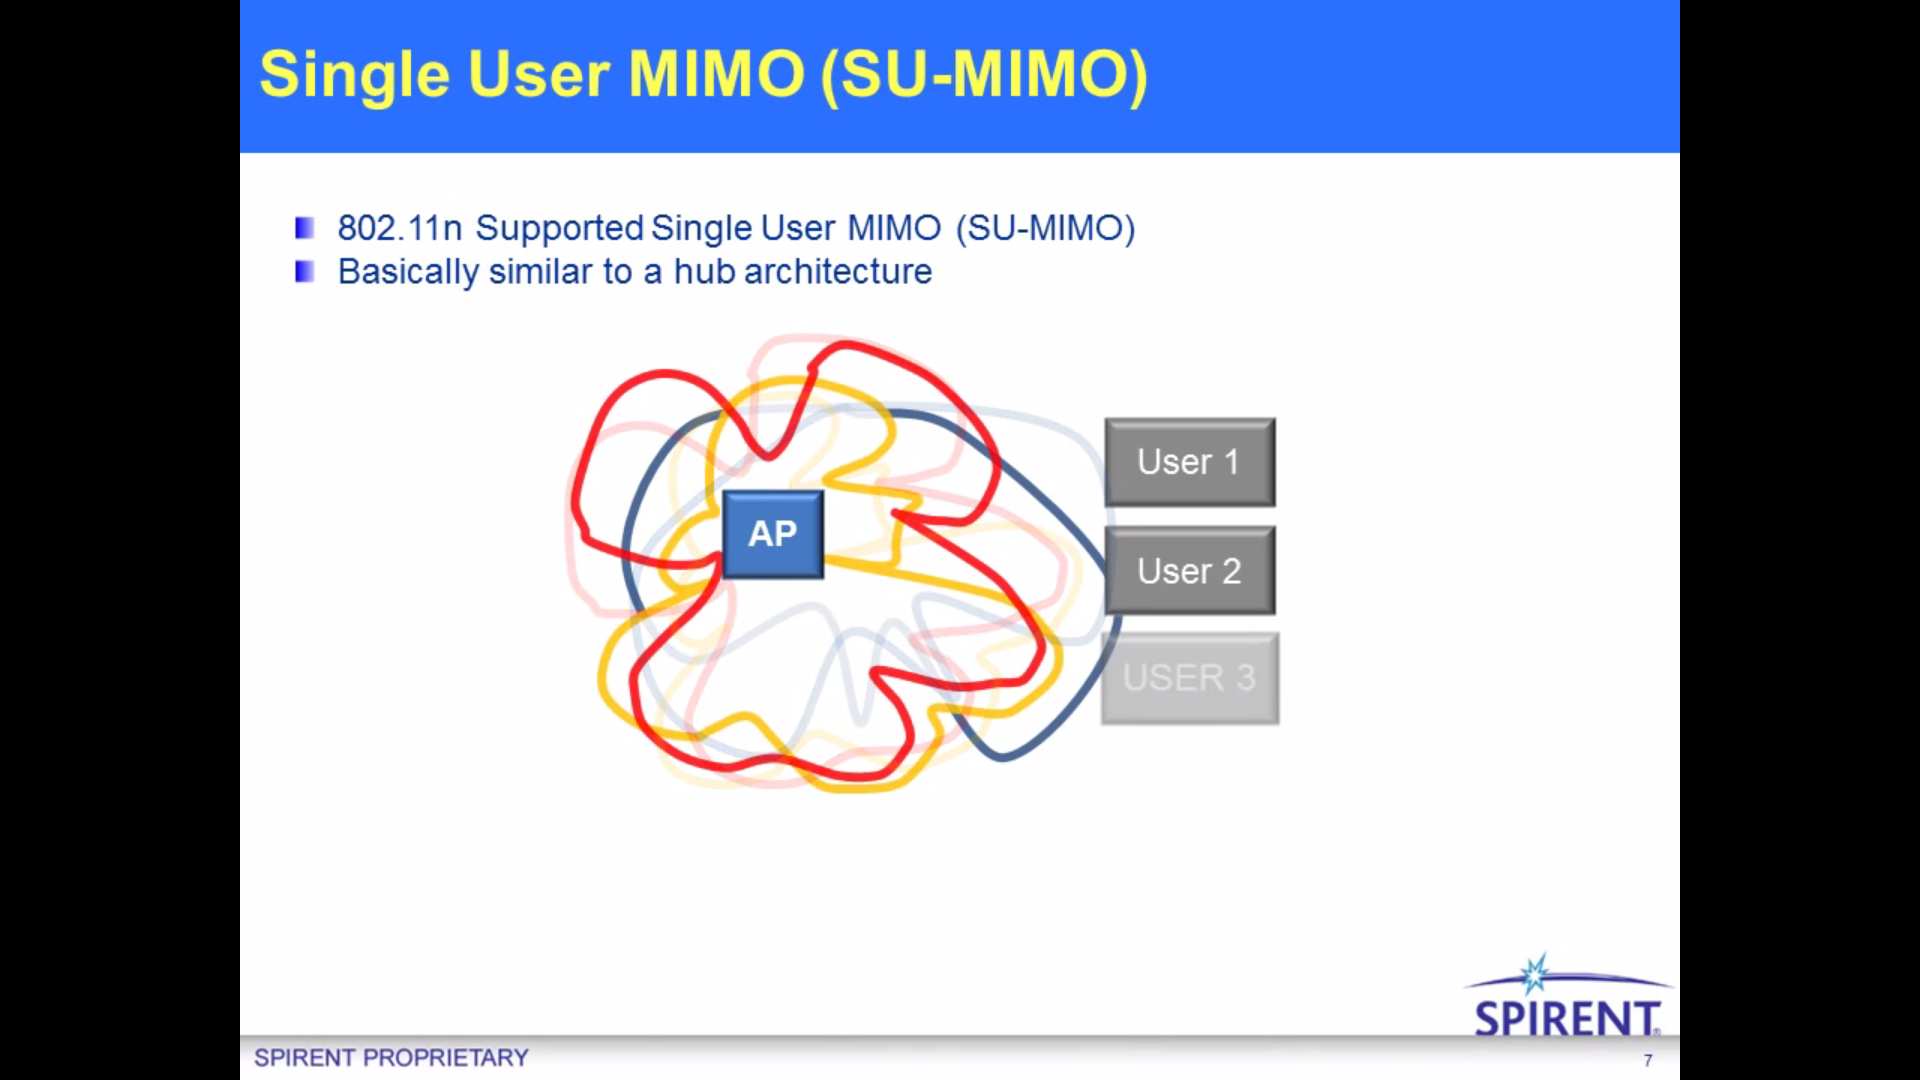 Single User MIMO (SU-MIMO)
802.11n Supported Single User MIMO (SU-MIMO)
Basically similar to a hub architecture
AP
User 1
User 2
USER 3
SPIRENT®
SPIRENT PROPRIETARY
7